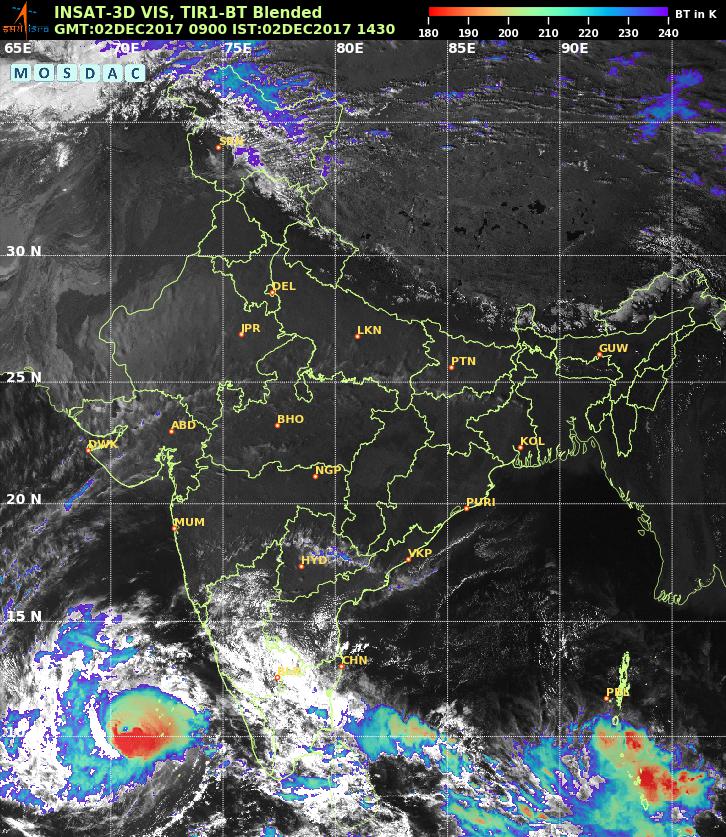 INSAT-3D VIS, TIR1-BT Blended
GMT:02DEC2017 0900 IST:02DEC2017 1430
BT in K
180 190 200 210 220 230 240
65E 70E 75E 80E 85E 90E
MOSDAC
SRN
30 N
DEL
JPR LKN
GUW
PTN
25 N
ABD BHO
KOL
DWK
NGP
20 N
PURI
MUM
HYD VKP
15 N
CHN
PBL